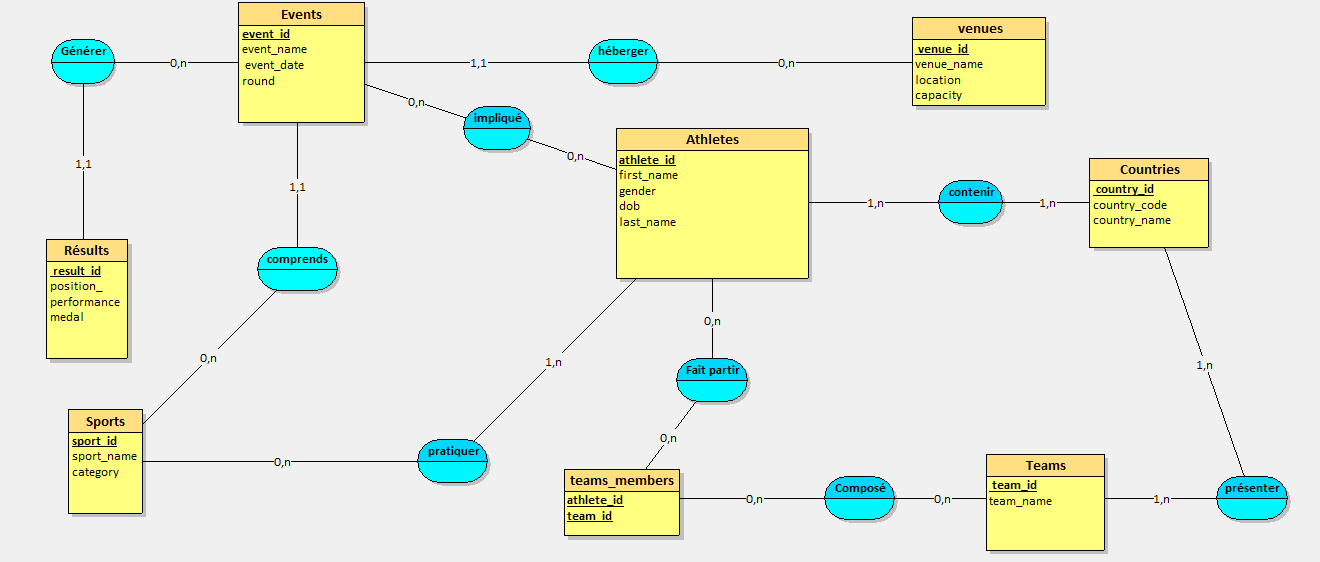 Events
event_id
event_name
event_date
round
Générer
0,n
1,1
héberger
0,n
venues
venue_id
venue_name
location
capacity
0,n
impliqué
0,n
1,1
1,1
Athletes
athlete_id
first_name
gender
dob
last_name
1,n
contenir
1,n
Countries
country_id
country_code
country_name
Résults
result_id
position_
performance
medal
comprends
0,n
0,n
1,n
Fait partir
1,n
0,n
Sports
sport_id
sport_name
category
0,n
pratiquer
teams_members
athlete_id
team_id
0,n
Composé
0,n
Teams
team_id
team_name
1,n
présenter